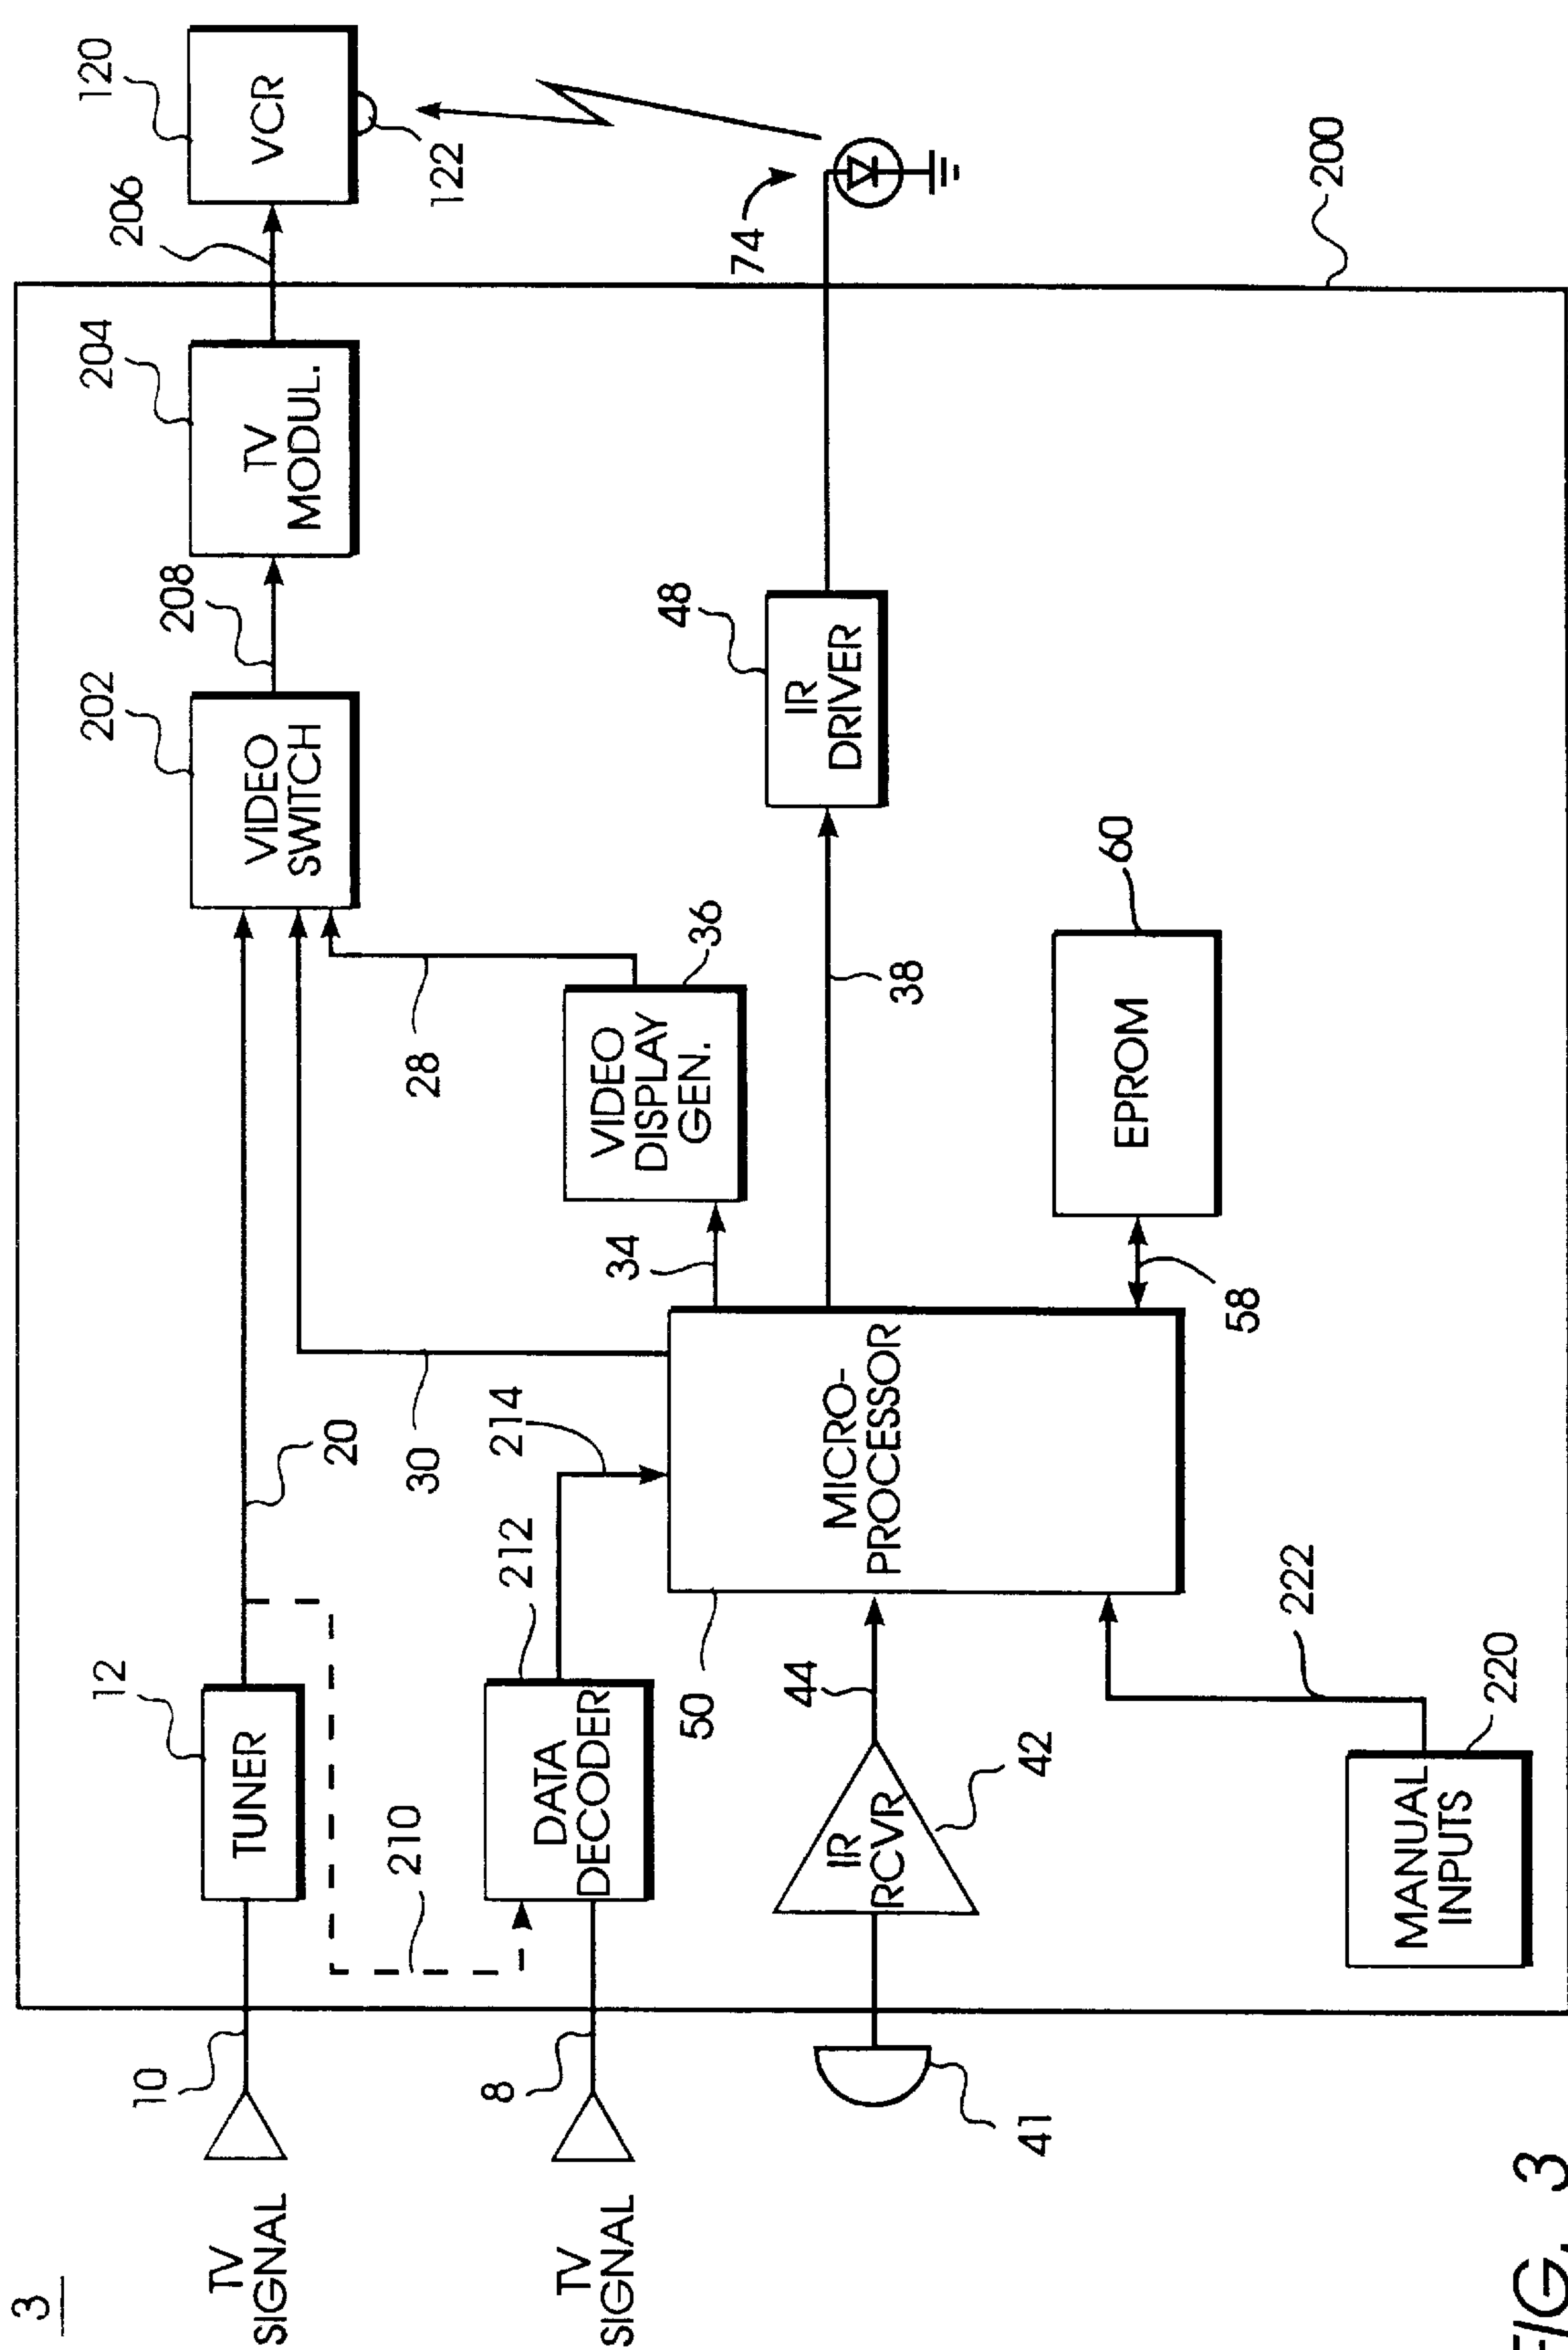 3
TV
SIGNAL
10
12
TUNER
20
202
VIDEO
SWITCH
208
204
TV
MODUL.
206
120
VCR
122
210
TV
SIGNAL
8
DATA
DECODER
212
214
30
34
VIDEO
DISPLAY
GEN.
36
28
41
IR
RCVR
42
44
50
MICRO-
PROCESSOR
38
48
IR
DRIVER
74
58
EPROM
60
MANUAL
INPUTS
220
222
200
FIG. 3